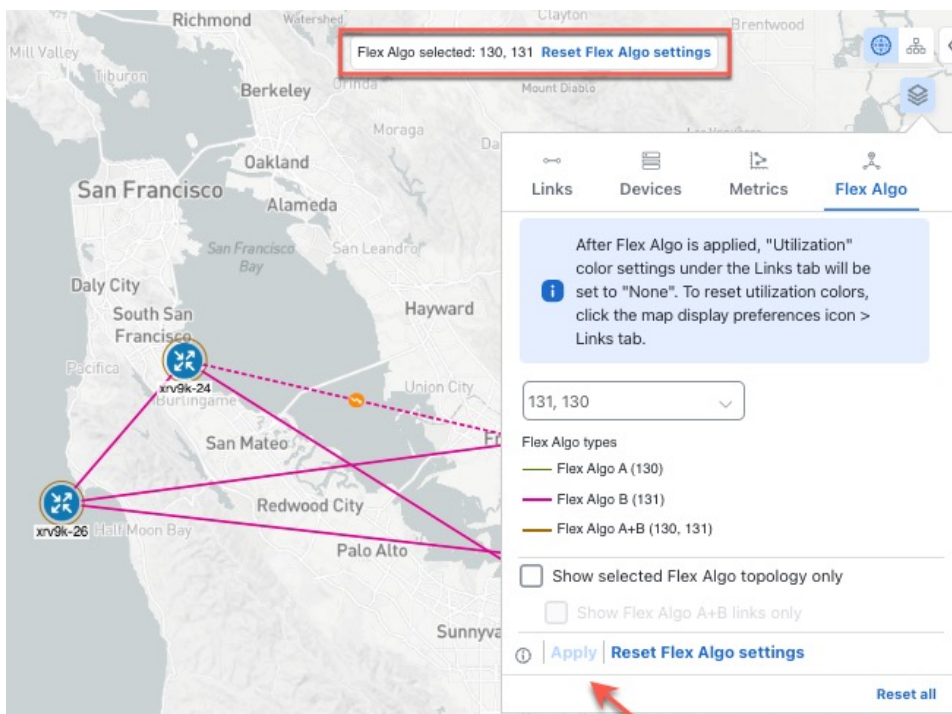 Richmond
Watershed
Clayton
Brentwood
Mill Valley
Flex Algo selected: 130, 131 Reset Flex Algo settings
Tiburon
Berkeley
Orinda
Mount Diablo
Moraga
Oakland
San Francisco
Alameda
San Francisco
Bay
San Leandro
Daly City
South San
Francisco
Hayward
Pacifica
xrv9k-24
Burlingame
Union City
San Mateo
Redwood City
xrv9k-26
Half Moon Bay
Palo Alto
Links
Devices
Metrics
Flex Algo
After Flex Algo is applied, "Utilization"
color settings under the Links tab will be
set to "None". To reset utilization colors,
click the map display preferences icon >
Links tab.
131, 130
Flex Algo types
Flex Algo A (130)
Flex Algo B (131)
Flex Algo A+B (130, 131)
Show selected Flex Algo topology only
Show Flex Algo A+B links only
Apply
Reset Flex Algo settings
Reset all